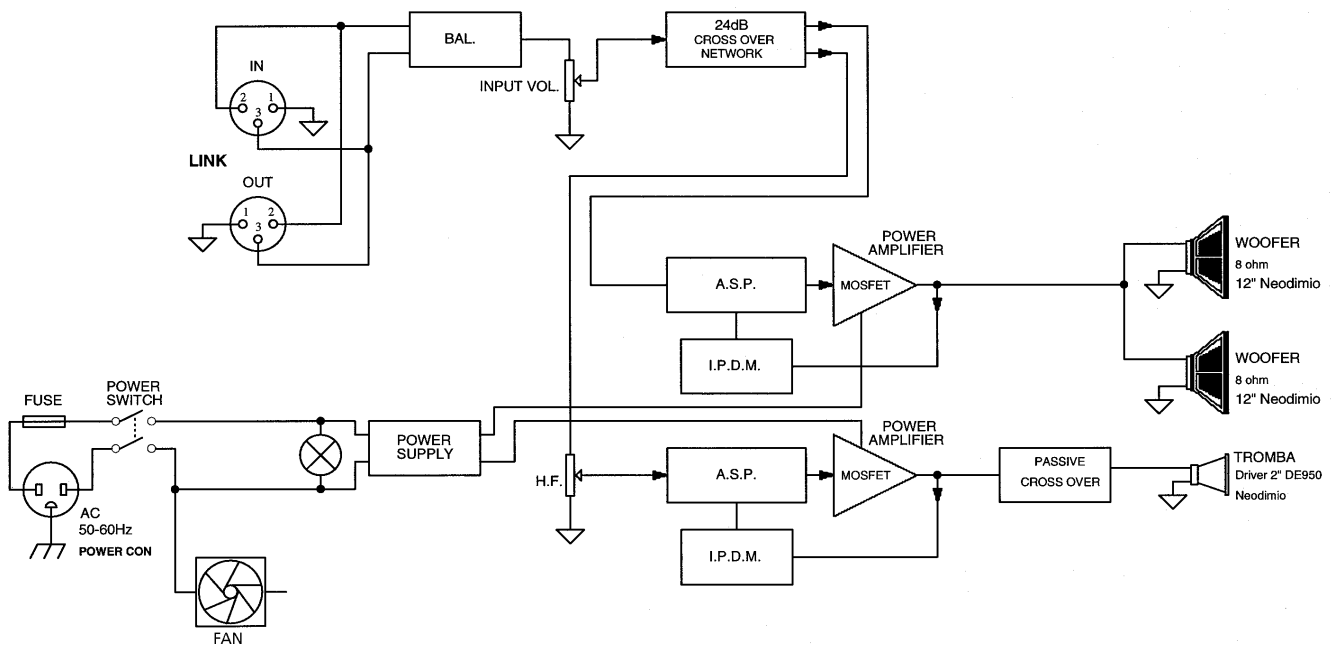 BAL.
24dB
CROSS OVER
NETWORK
IN
2 1
3
INPUT VOL.
LINK
OUT
1 2
3
POWER
AMPLIFIER
A.S.P.
MOSFET
I.P.D.M.
WOOFER
8 ohm
12" Neodimio
WOOFER
8 ohm
12" Neodimio
FUSE
POWER
SWITCH
POWER
SUPPLY
AC
50-60Hz
POWER CON
FAN
H.F.
POWER
AMPLIFIER
A.S.P.
MOSFET
I.P.D.M.
PASSIVE
CROSS OVER
TROMBA
Driver 2" DE950
Neodimio